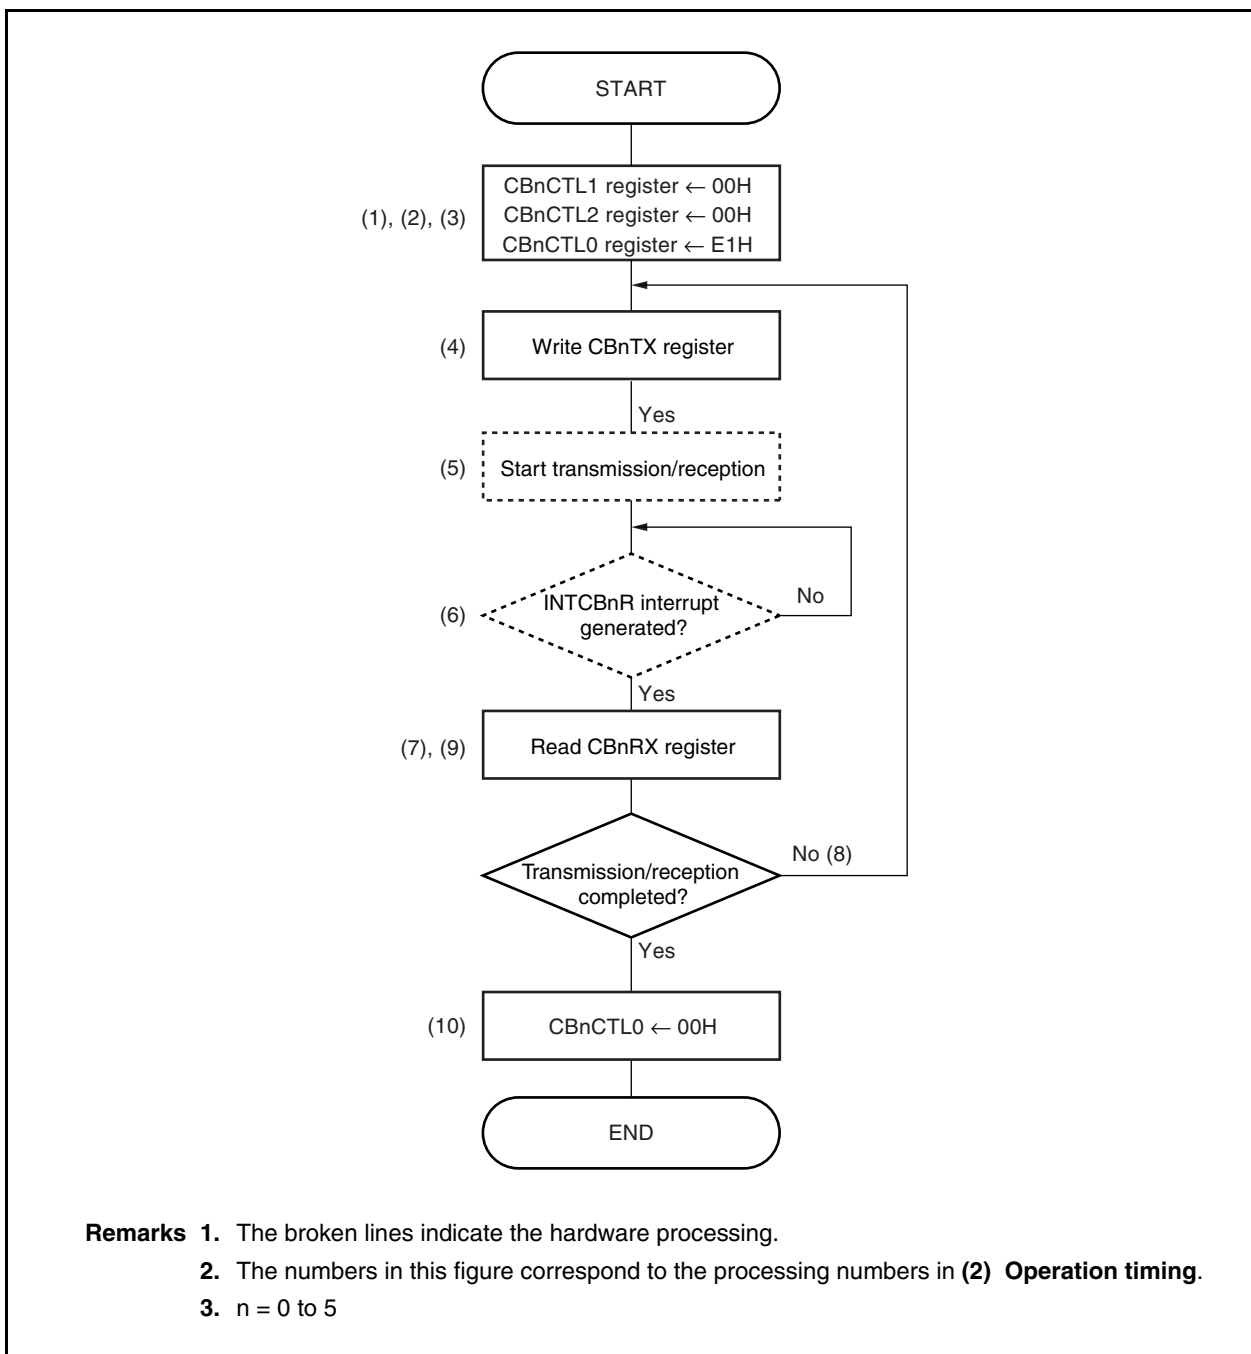 START
CBnCTL1 register ← 00H
(1), (2), (3) CBnCTL2 register ← 00H
CBnCTL0 register ← E1H
(4) Write CBnTX register
Yes
(5) Start transmission/reception
INTCBnR interrupt
No
(6) generated?
Yes
(7), (9) Read CBnRX register
No (8)
Transmission/reception
completed?
Yes
(10) CBnCTL0 ← 00H
END
Remarks 1. The broken lines indicate the hardware processing.
2. The numbers in this figure correspond to the processing numbers in (2) Operation timing.
3. n = 0 to 5